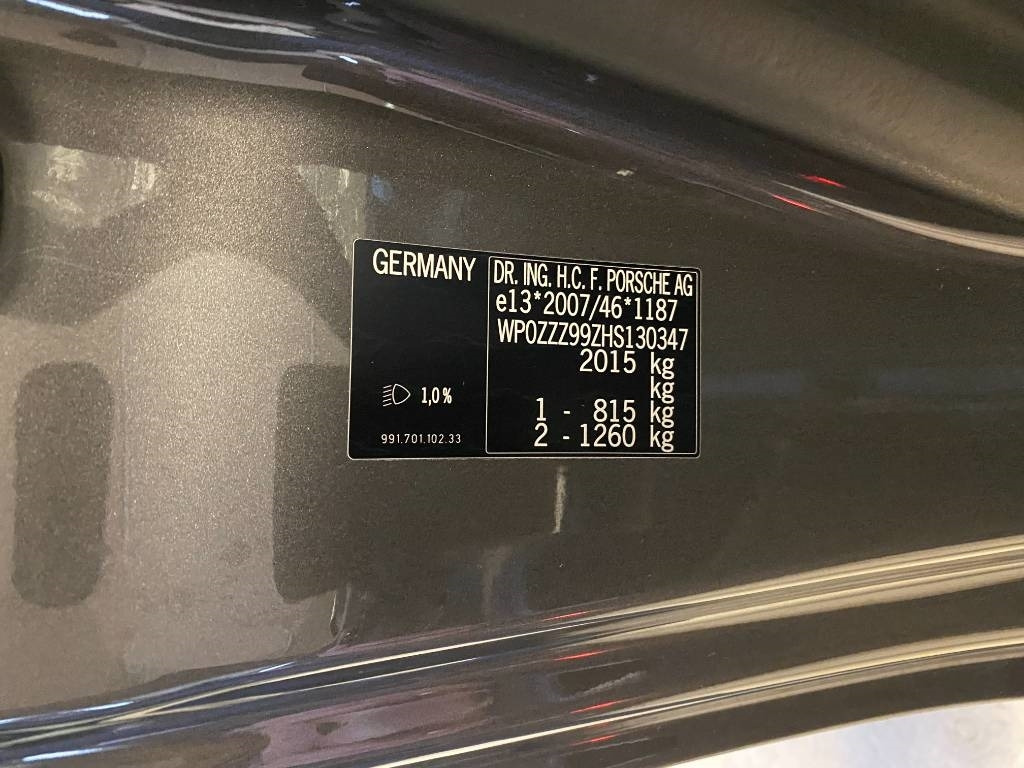 GERMANY
1,0%
991.701.102.33
DR. ING. H.C. F. PORSCHE AG
e13*2007/46*1187
WP0ZZZ99ZHS130347
2015 kg
kg
1 - 815 kg
2 - 1260 kg